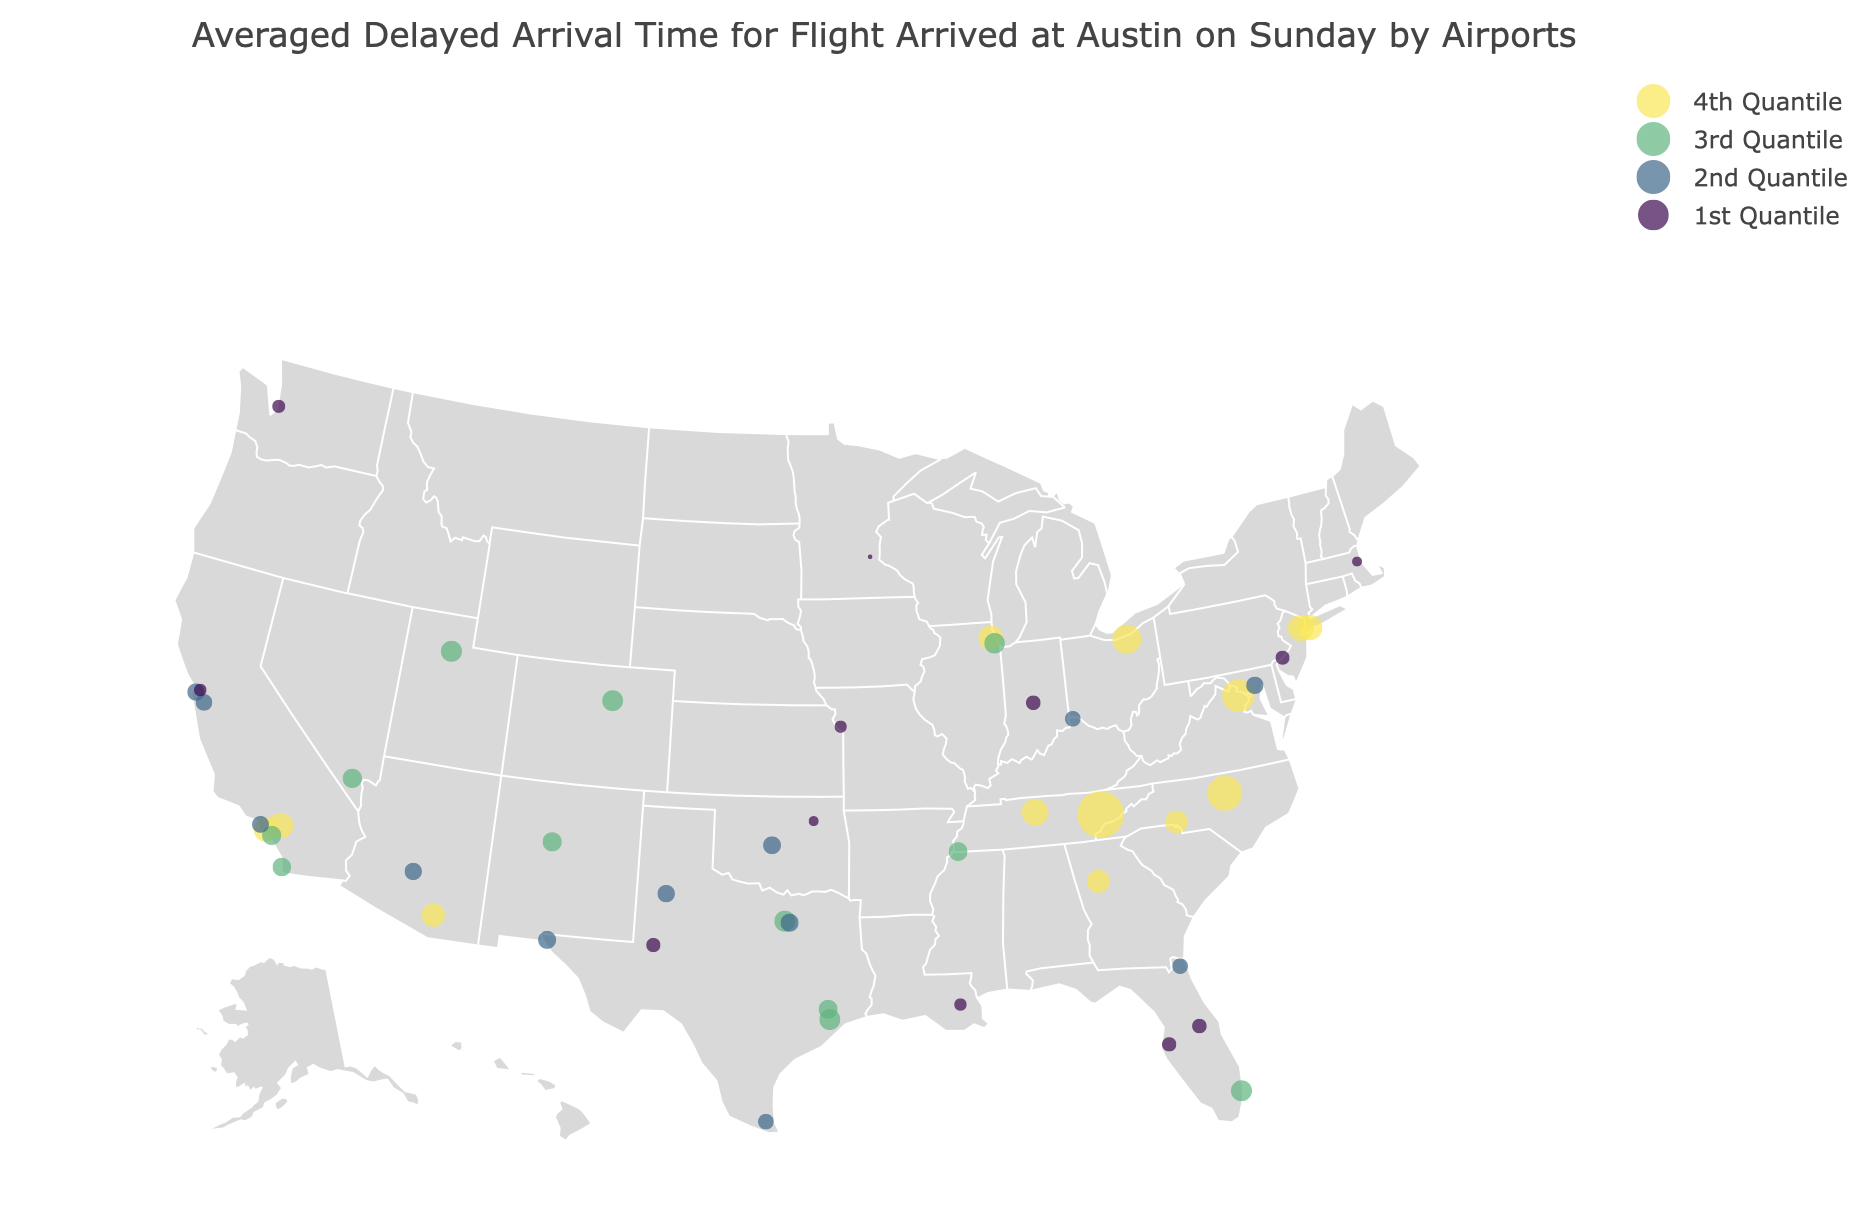 Averaged Delayed Arrival Time for Flight Arrived at Austin on Sunday by Airports
4th Quantile
3rd Quantile
2nd Quantile
1st Quantile